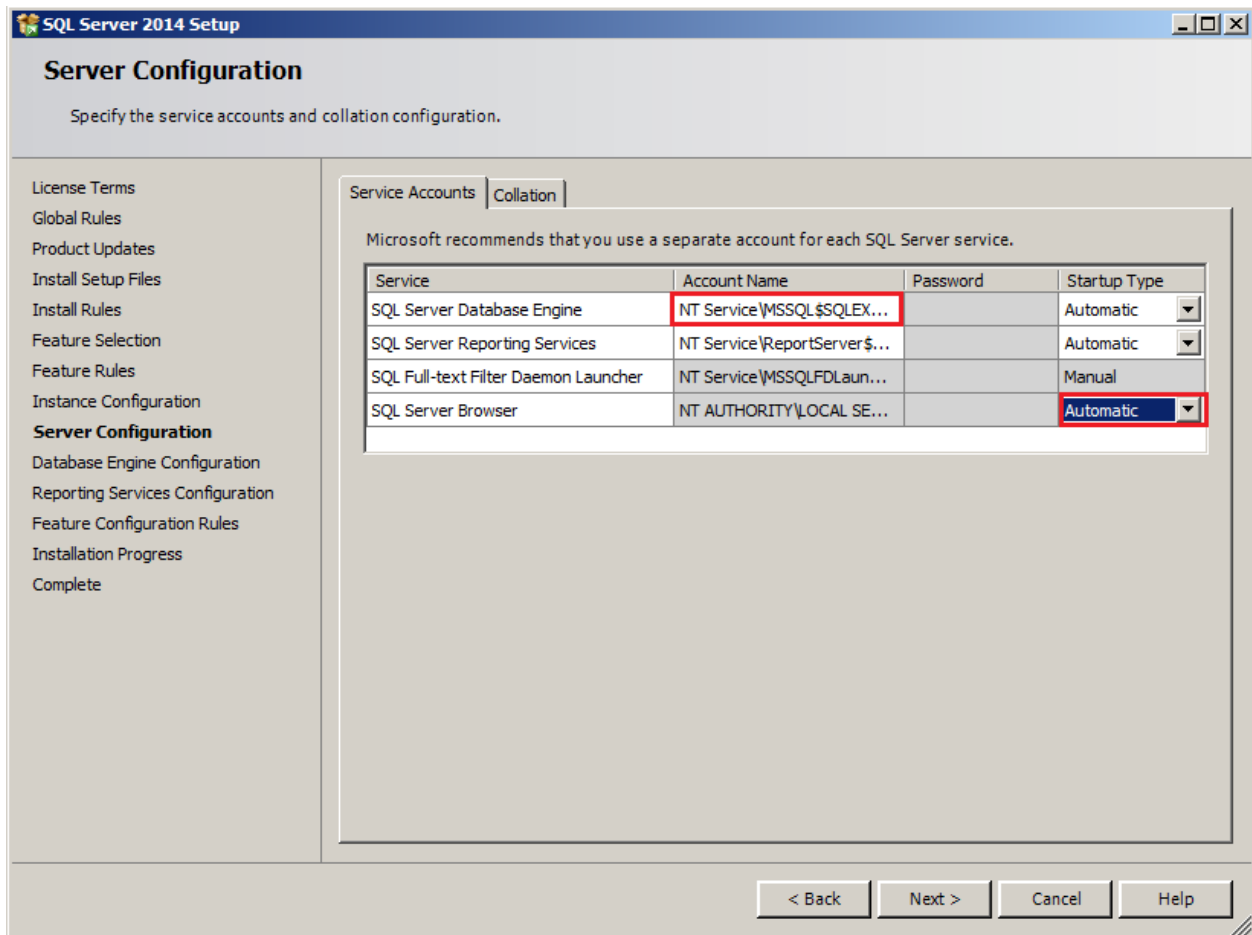 SQL Server 2014 Setup
Server Configuration
Specify the service accounts and collation configuration.
License Terms
Global Rules
Product Updates
Install Setup Files
Install Rules
Feature Selection
Feature Rules
Instance Configuration
Server Configuration
Database Engine Configuration
Reporting Services Configuration
Feature Configuration Rules
Installation Progress
Complete
Service Accounts Collation
Microsoft recommends that you use a separate account for each SQL Server service.
Service Account Name Password Startup Type
SQL Server Database Engine NT Service\MSSQL$SQLEX... Automatic
SQL Server Reporting Services NT Service\ReportServer$... Automatic
SQL Full-text Filter Daemon Launcher NT Service\MSSQLFDLaun... Manual
SQL Server Browser NT AUTHORITY\LOCAL SE... Automatic
< Back Next > Cancel Help